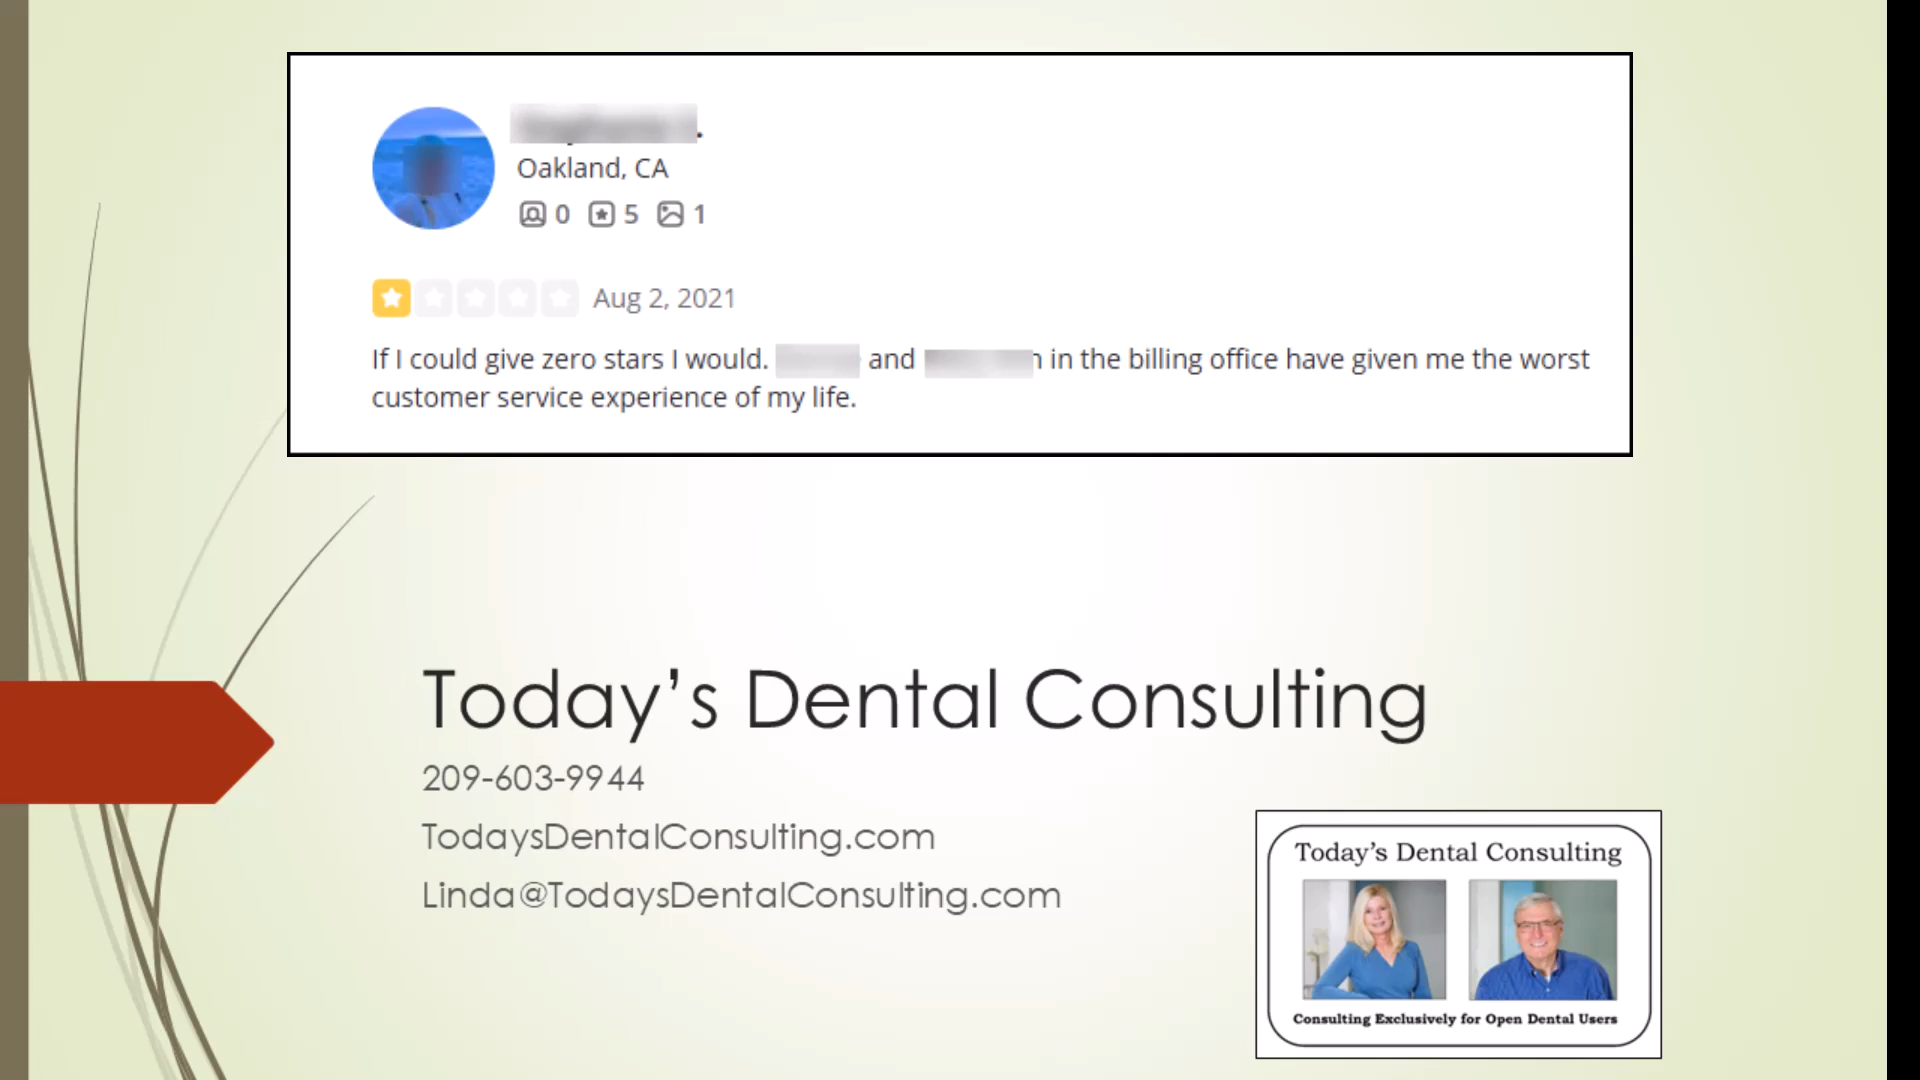 Oakland, CA
0 5 1
Aug 2, 2021
If I could give zero stars I would. and in the billing office have given me the worst
customer service experience of my life.
Today’s Dental Consulting
209-603-9944
TodaysDentalConsulting.com
Linda@TodaysDentalConsulting.com
Today’s Dental Consulting
Consulting Exclusively for Open Dental Users